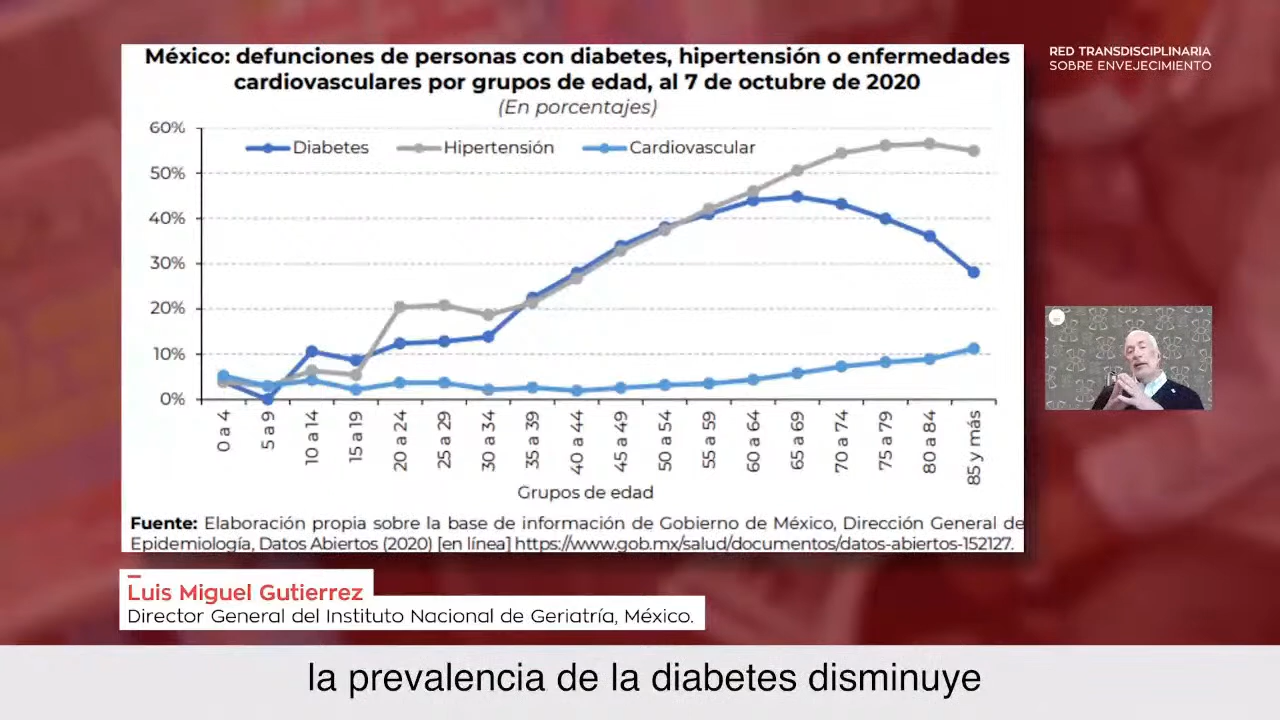 México: defunciones de personas con diabetes, hipertensión o enfermedades
cardiovasculares por grupos de edad, al 7 de octubre de 2020
(En porcentajes)
RED TRANSDISCIPLINARIA
SOBRE ENVEJECIMIENTO
60%
50%
40%
30%
20%
10%
0%
Diabetes
Hipertensión
Cardiovascular
0 a 4
5 a 9
10 a 14
15 a 19
20 a 24
25 a 29
30 a 34
35 a 39
40 a 44
45 a 49
50 a 54
55 a 59
60 a 64
65 a 69
70 a 74
75 a 79
80 a 84
85 y más
Grupos de edad
Fuente: Elaboración propia sobre la base de información de Gobierno de México, Dirección General de
Epidemiología, Datos Abiertos (2020) [en línea] https://www.gob.mx/salud/documentos/datos-abiertos-152127.
Luis Miguel Gutierrez
Director General del Instituto Nacional de Geriatría, México.
la prevalencia de la diabetes disminuye